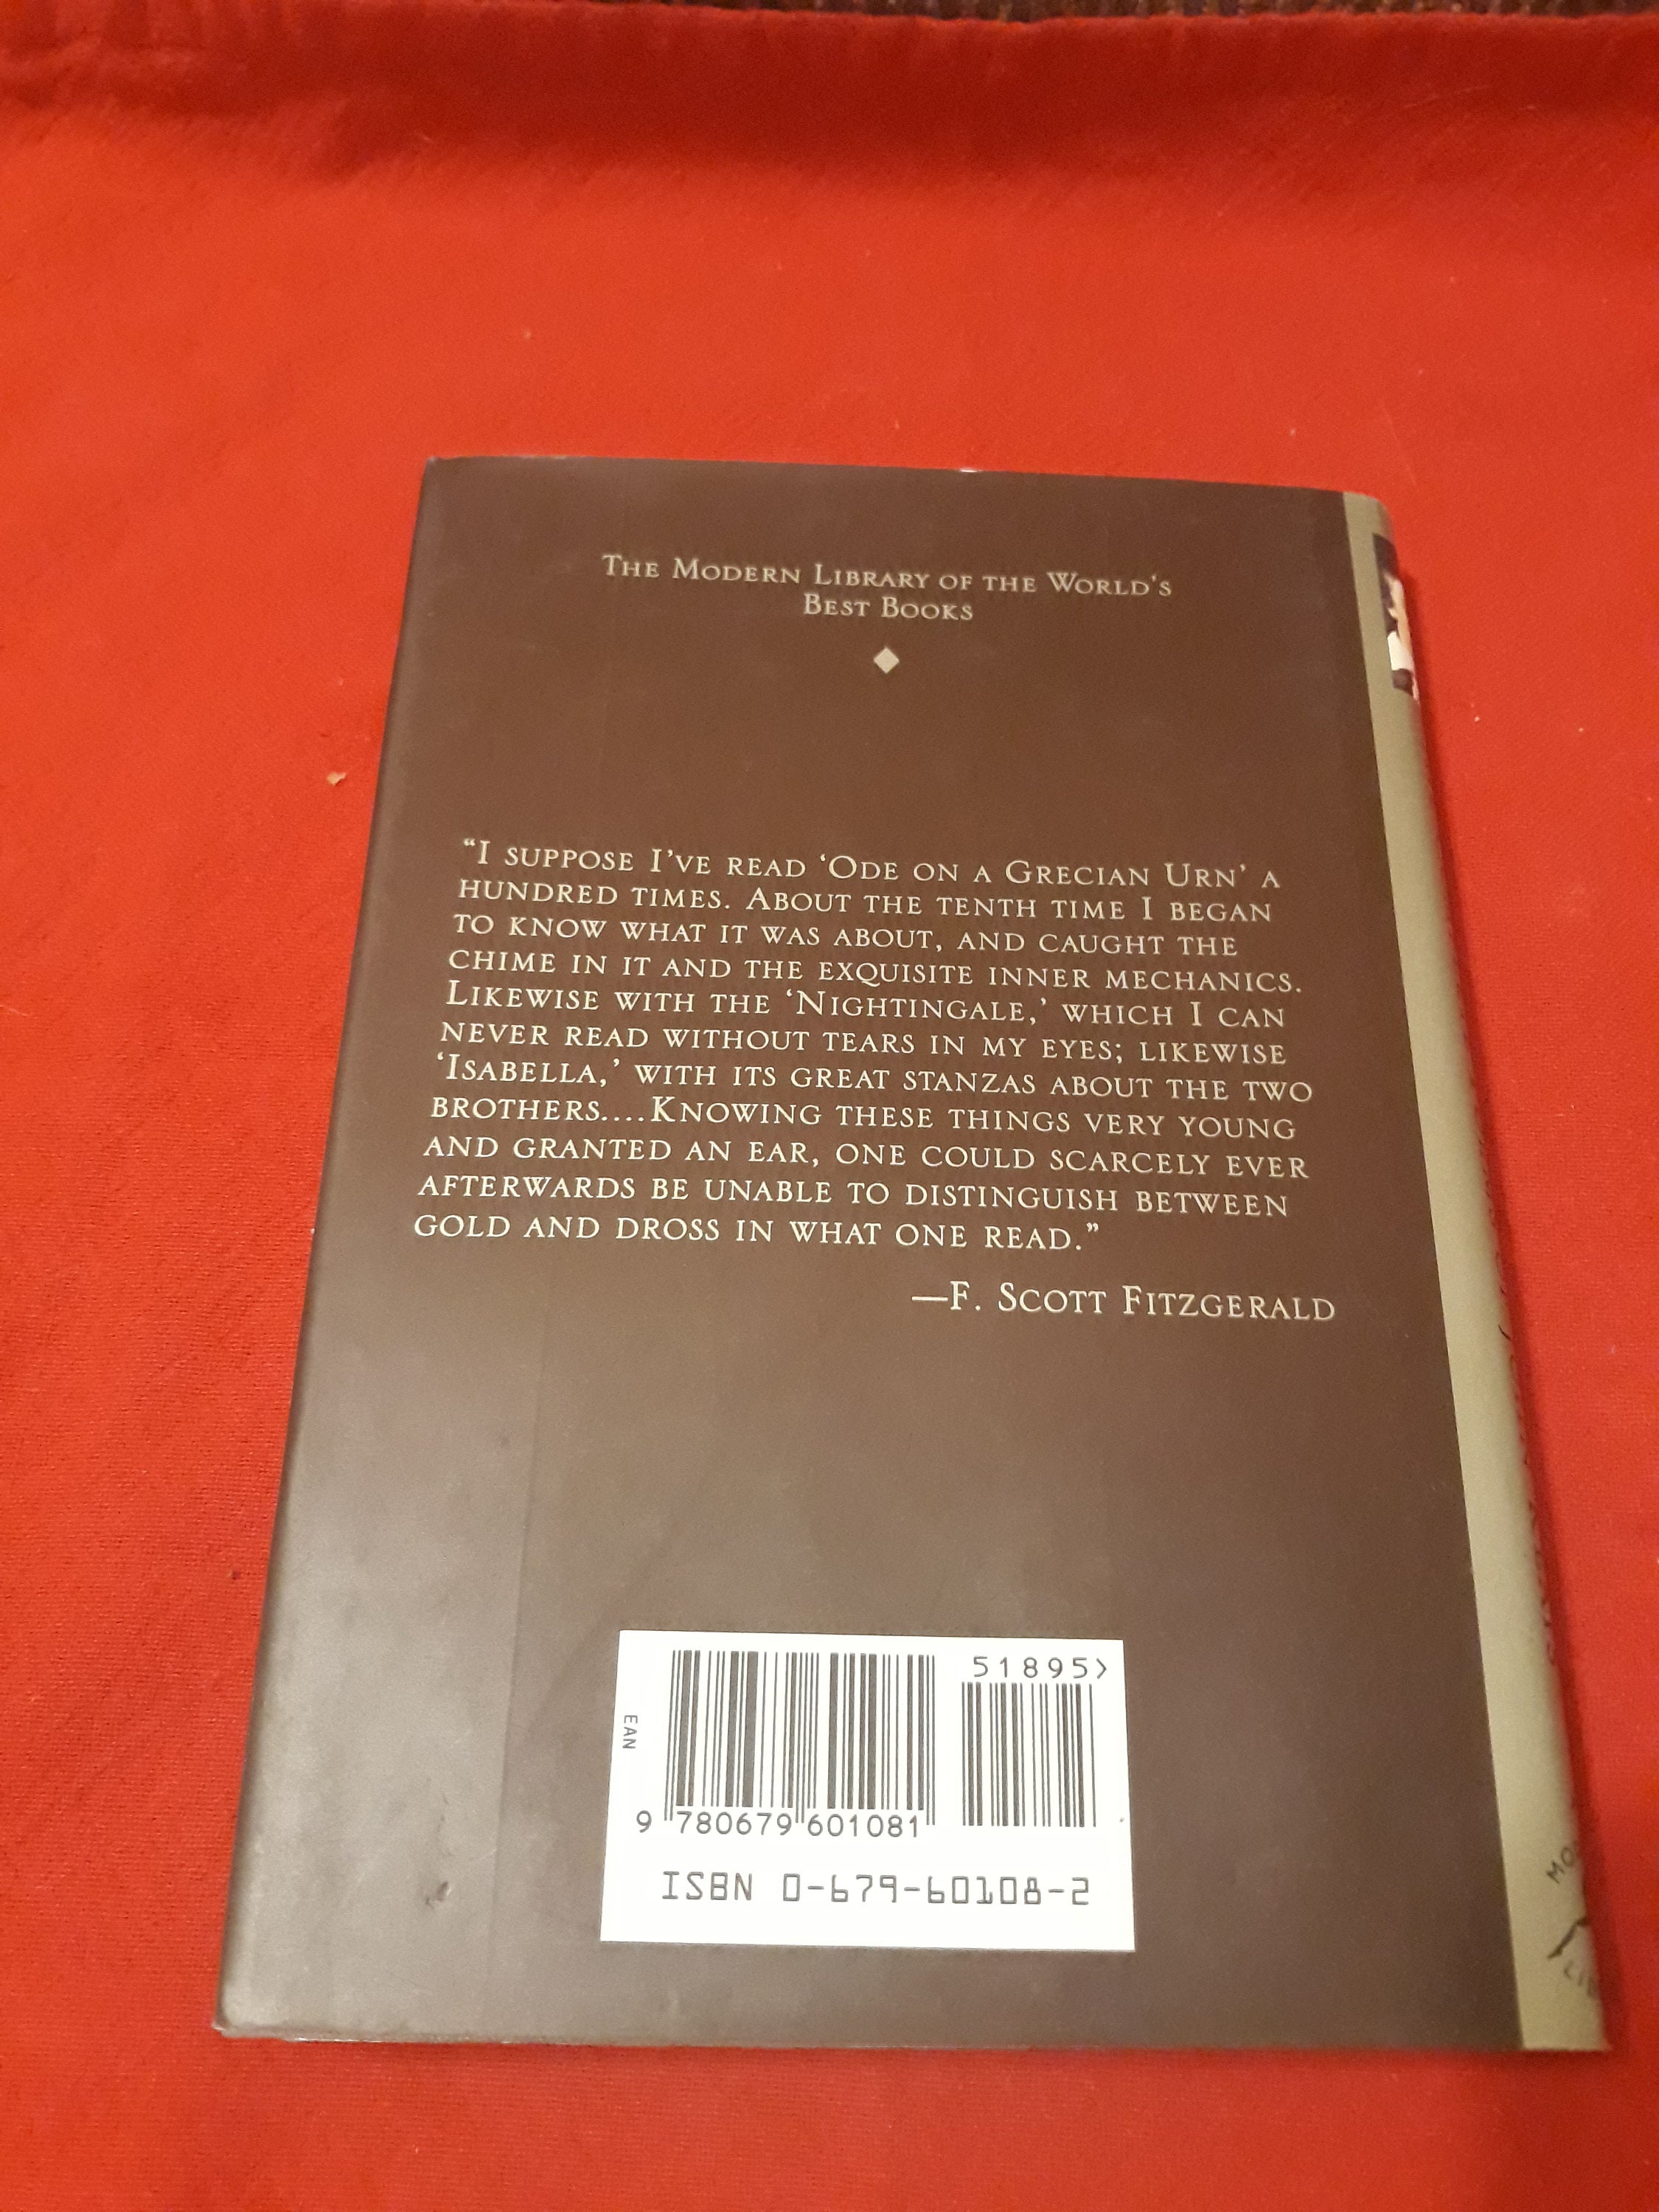 The Modern Library of the World's
Best Books
“I suppose I've read ‘Ode on a Grecian Urn’ a
hundred times. About the tenth time I began
to know what it was about, and caught the
chime in it and the exquisite inner mechanics.
Likewise with the ‘Nightingale,’ which I can
never read without tears in my eyes; likewise
‘Isabella,’ with its great stanzas about the two
brothers....Knowing these things very young
and granted an ear, one could scarcely ever
afterwards be unable to distinguish between
gold and dross in what one read.”
—F. Scott Fitzgerald
51895>
EAN
9 780679 601081
ISBN 0-679-60108-2